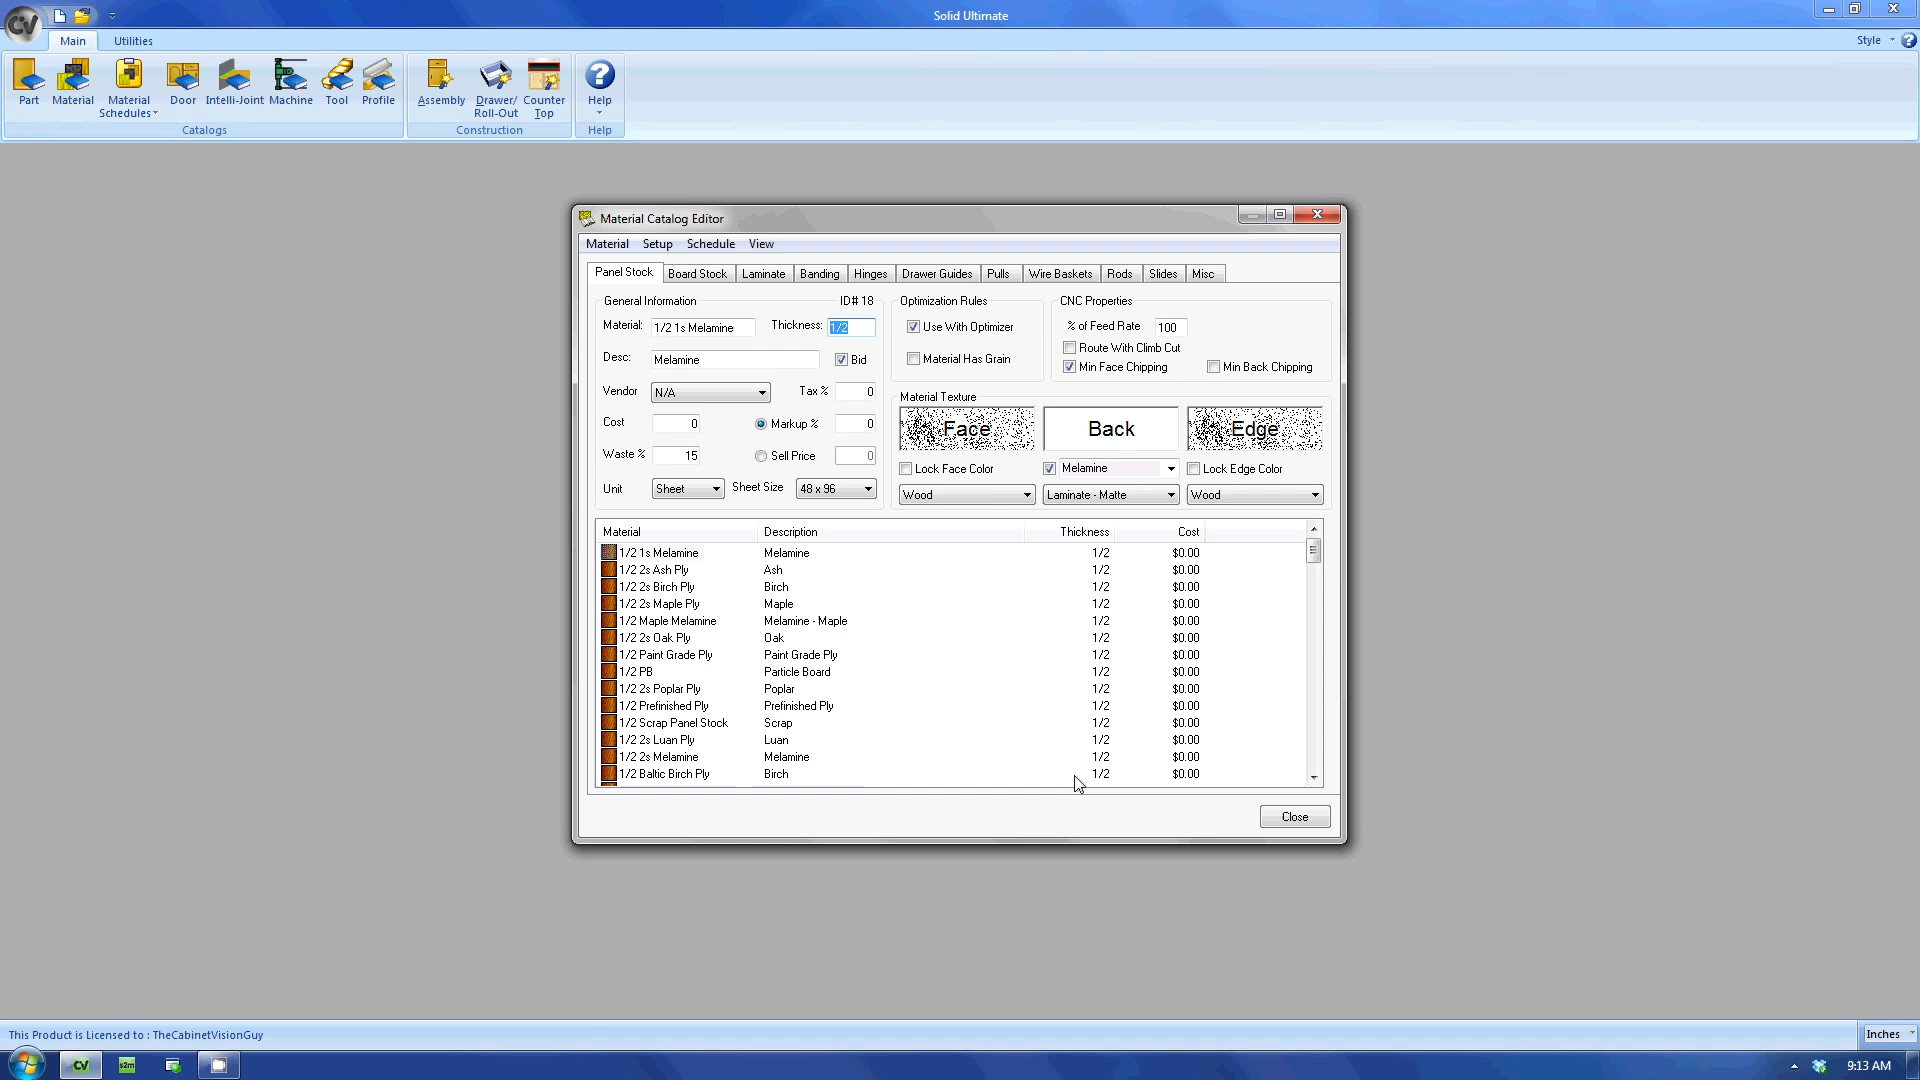 Solid Ultimate
CV
Main
Utilities
Style
Part
Material
Material
Schedules
Door
Intelli-Joint
Machine
Tool
Profile
Assembly
Drawer/
Roll-Out
Counter
Top
Help
Catalogs
Construction
Help
Material Catalog Editor
Material Setup Schedule View
Panel Stock Board Stock Laminate Banding Hinges Drawer Guides Pulls Wire Baskets Rods Slides Misc
General Information ID# 18
Material: 1/2 1s Melamine Thickness: 1/2
Desc: Melamine Bid
Vendor N/A Tax % 0
Cost 0 Markup % 0
Waste % 15 Sell Price 0
Unit Sheet Sheet Size 48 x 96
Optimization Rules
Use With Optimizer
Material Has Grain
CNC Properties
% of Feed Rate 100
Route With Climb Cut
Min Face Chipping Min Back Chipping
Material Texture
Face Back Edge
Lock Face Color Melamine Lock Edge Color
Wood Laminate - Matte Wood
Material Description Thickness Cost
1/2 1s Melamine Melamine 1/2 $0.00
1/2 2s Ash Ply Ash 1/2 $0.00
1/2 2s Birch Ply Birch 1/2 $0.00
1/2 2s Maple Ply Maple 1/2 $0.00
1/2 Maple Melamine Melamine - Maple 1/2 $0.00
1/2 2s Oak Ply Oak 1/2 $0.00
1/2 Paint Grade Ply Paint Grade Ply 1/2 $0.00
1/2 PB Particle Board 1/2 $0.00
1/2 2s Poplar Ply Poplar 1/2 $0.00
1/2 Prefinished Ply Prefinished Ply 1/2 $0.00
1/2 Scrap Panel Stock Scrap 1/2 $0.00
1/2 2s Luan Ply Luan 1/2 $0.00
1/2 2s Melamine Melamine 1/2 $0.00
1/2 Baltic Birch Ply Birch 1/2 $0.00
Close
This Product is Licensed to : TheCabinetVisionGuy
Inches
CV
s2m
9:13 AM